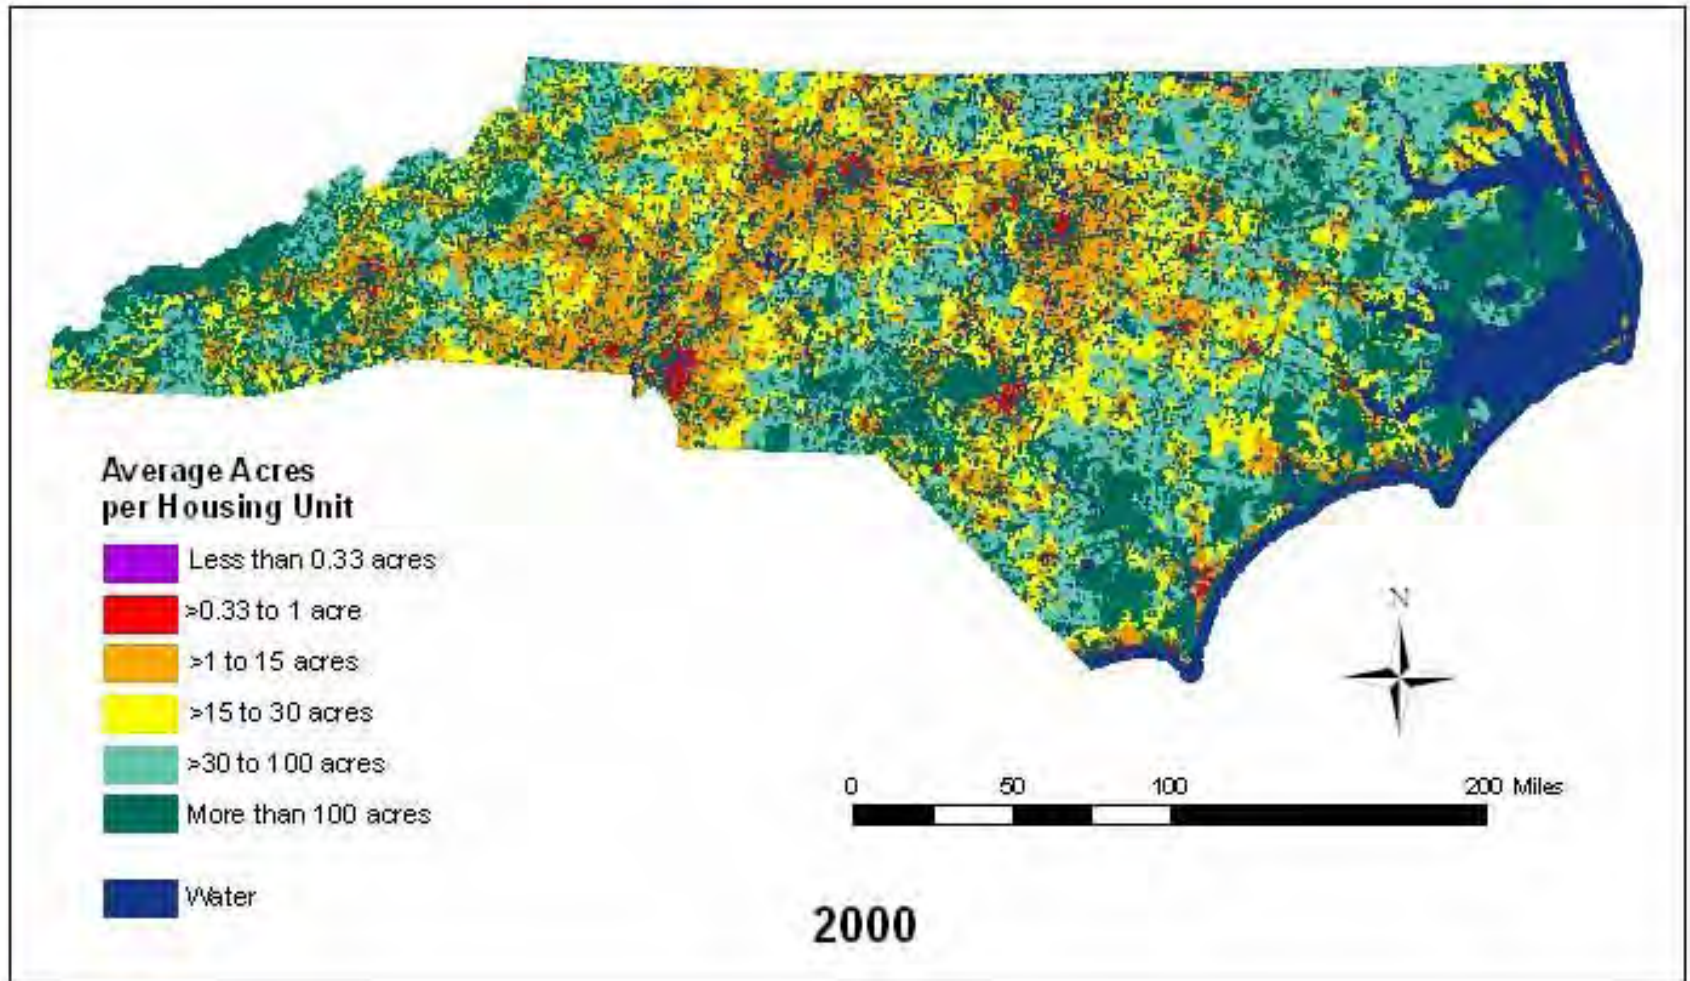 Average Acres
per Housing Unit
Less than 0.33 acres
>0.33 to 1 acre
>1 to 15 acres
>15 to 30 acres
>30 to 100 acres
More than 100 acres
Water
N
0 50 100 200 Miles
2000